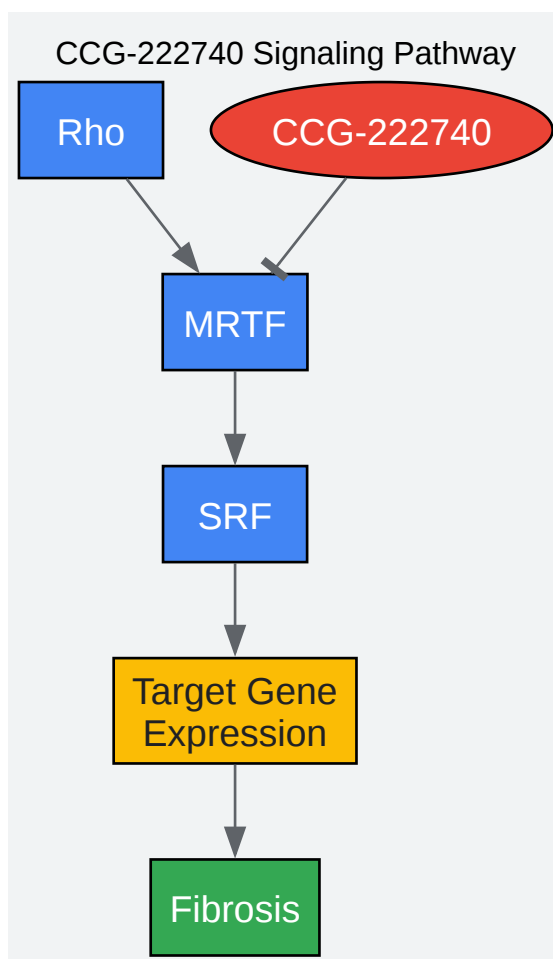 CCG-222740 Signaling Pathway
Rho
CCG-222740
MRTF
SRF
Target Gene
Expression
Fibrosis